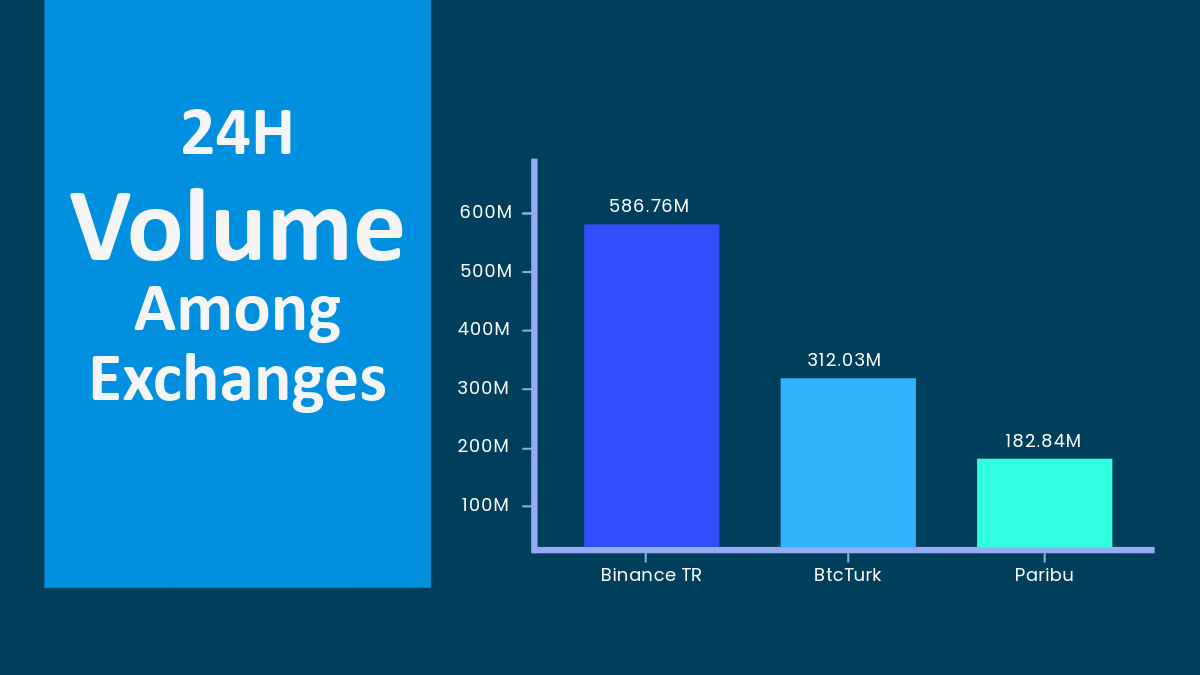 24H
Volume
Among
Exchanges
600M
500M
400M
300M
200M
100M
586.76M
312.03M
182.84M
Binance TR
BtcTurk
Paribu